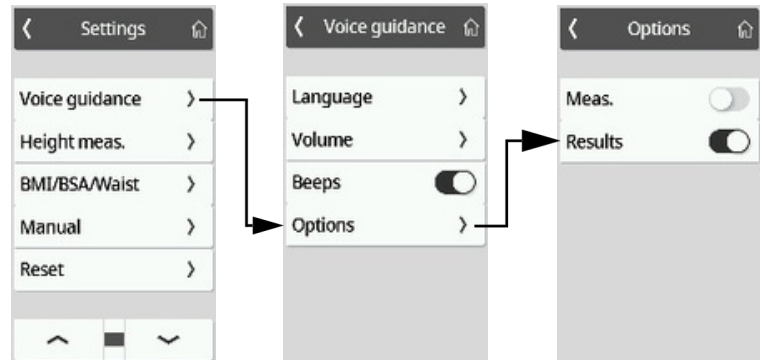 Settings
Voice guidance
Height meas.
BMI/BSA/Waist
Manual
Reset
Voice guidance
Language
Volume
Beeps
Options
Options
Meas.
Results